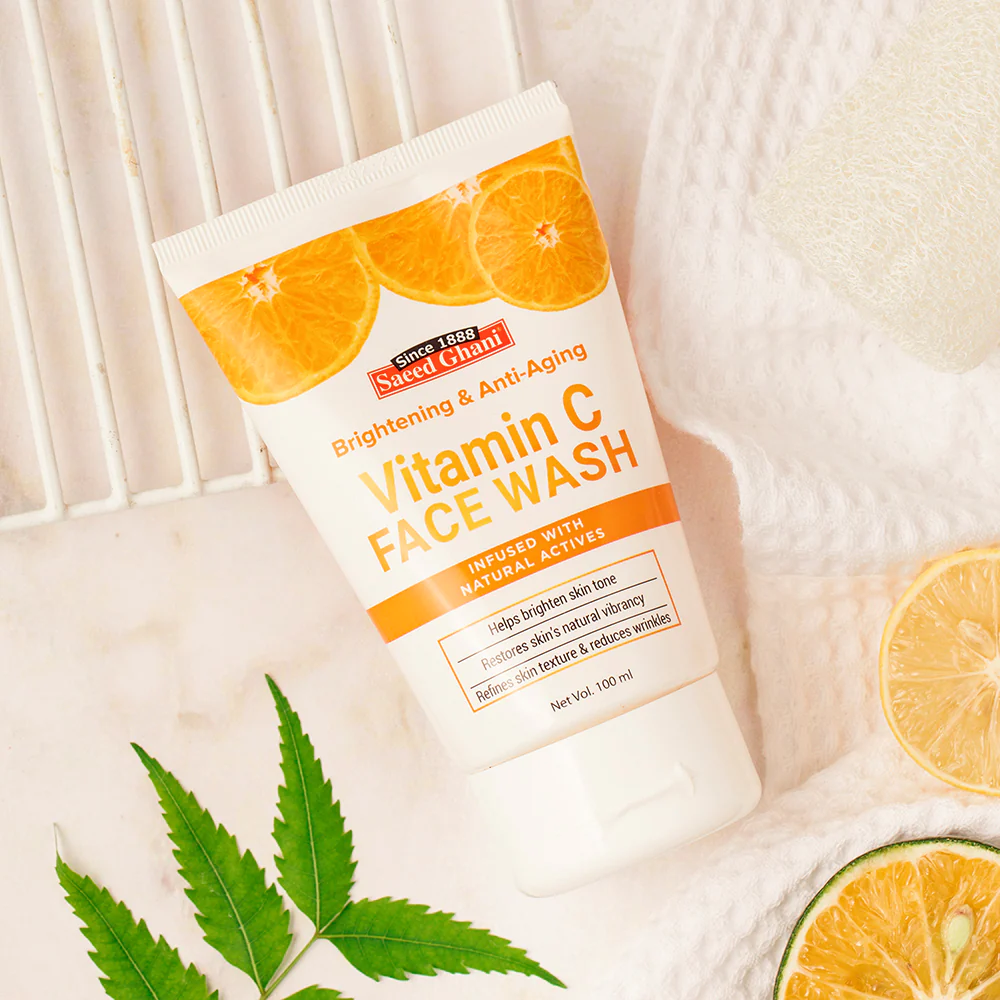 Since 1888
Saeed Ghani
Brightening & Anti-Aging
Vitamin C
FACE WASH
INFUSED WITH
NATURAL ACTIVES
Helps brighten skin tone
Restores skin's natural vibrancy
Refines skin texture & reduces wrinkles
Net Vol. 100 ml